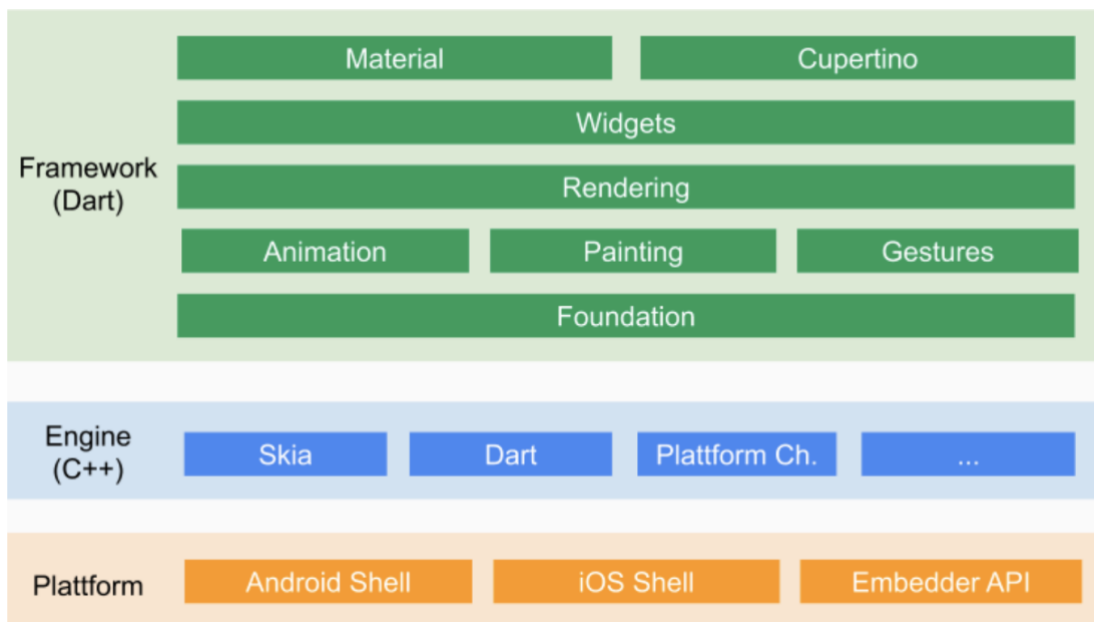 Material
Cupertino
Widgets
Framework
(Dart)
Rendering
Animation
Painting
Gestures
Foundation
Engine
(C++)
Skia
Dart
Plattform Ch.
...
Plattform
Android Shell
iOS Shell
Embedder API